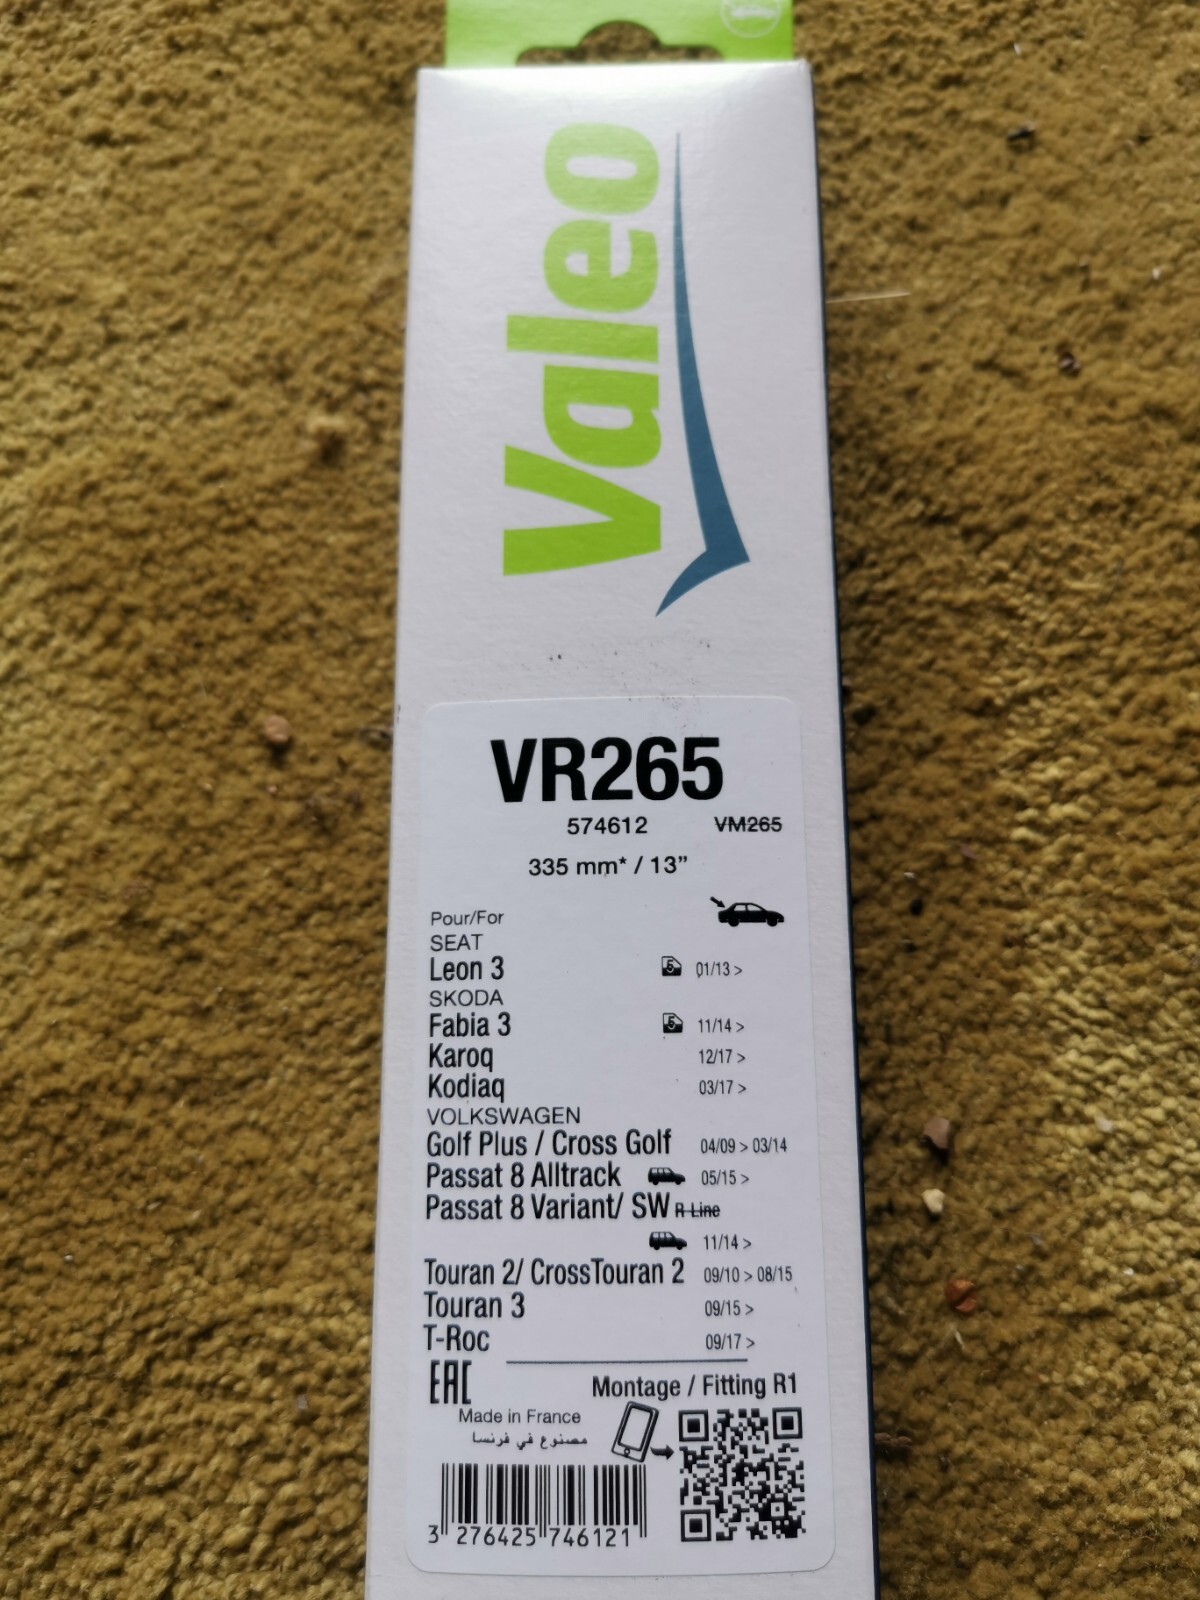 Valeo
VR265
574612 VM265
335 mm* / 13”
Pour/For
SEAT
Leon 3 5 01/13 >
SKODA
Fabia 3 5 11/14 >
Karoq 12/17 >
Kodiaq 03/17 >
VOLKSWAGEN
Golf Plus / Cross Golf 04/09 > 03/14
Passat 8 Alltrack 05/15 >
Passat 8 Variant/ SW R-Line
11/14 >
Touran 2/ CrossTouran 2 09/10 > 08/15
Touran 3 09/15 >
T-Roc 09/17 >
EAC Montage / Fitting R1
Made in France
مصنوع في فرنسا
3 276425 746121